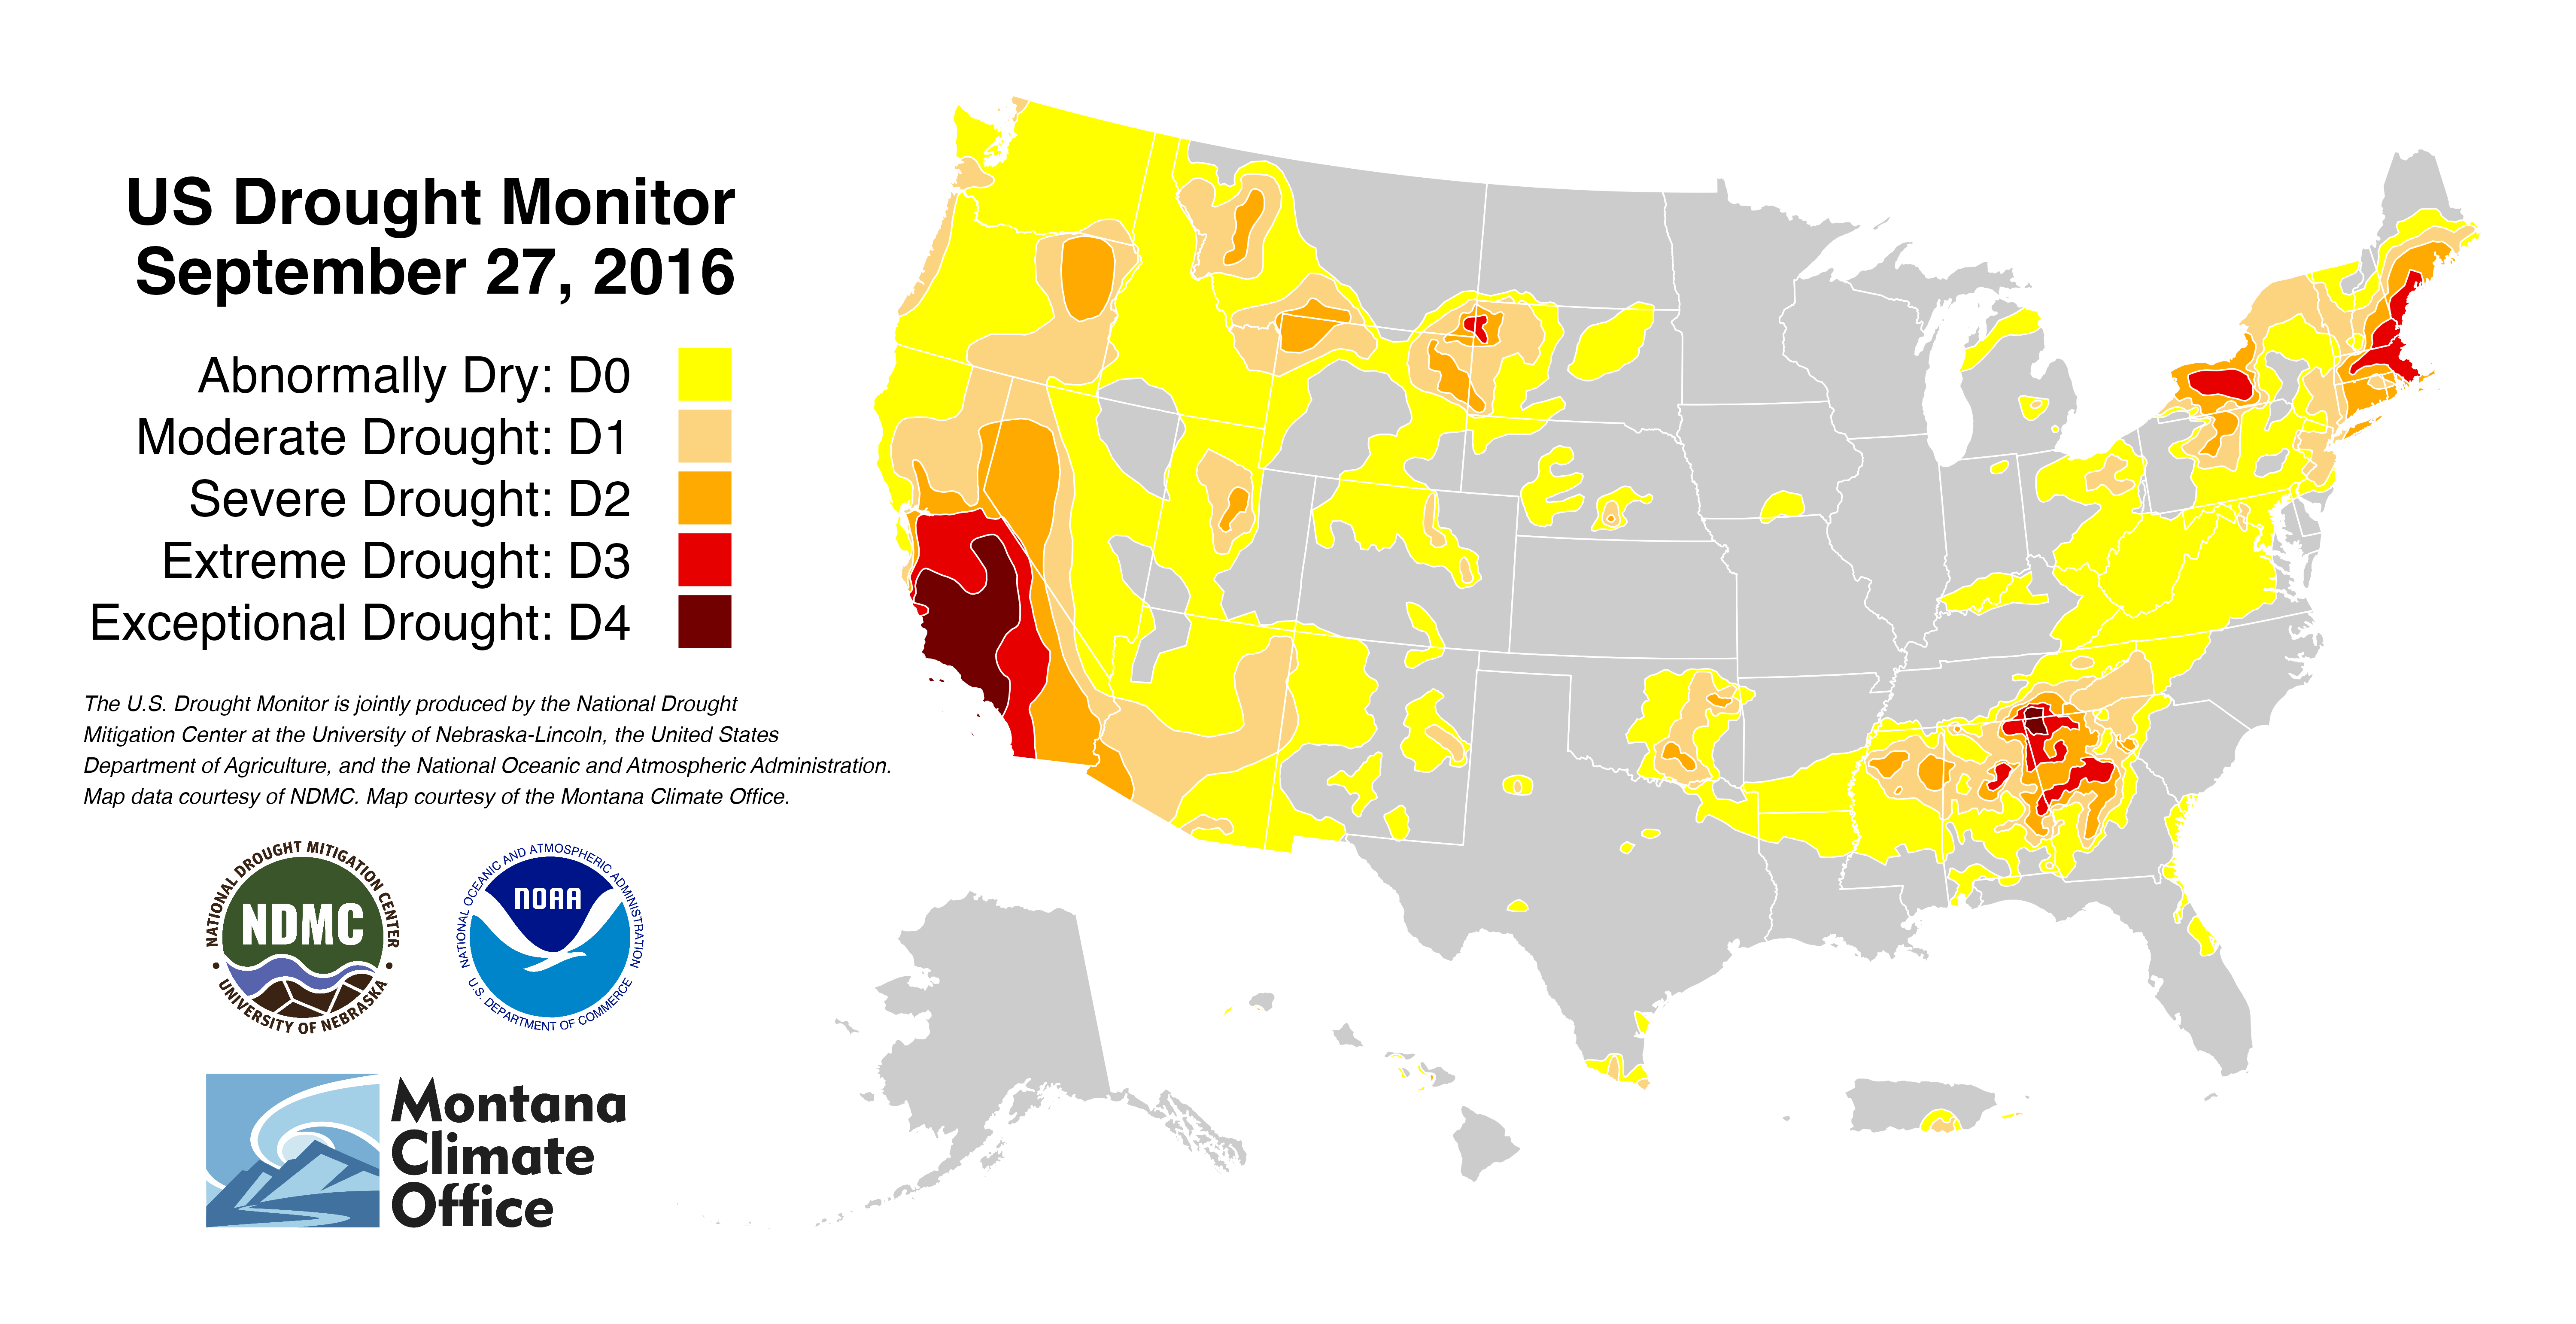 US Drought Monitor
September 27, 2016
Abnormally Dry: D0
Moderate Drought: D1
Severe Drought: D2
Extreme Drought: D3
Exceptional Drought: D4
The U.S. Drought Monitor is jointly produced by the National Drought
Mitigation Center at the University of Nebraska-Lincoln, the United States
Department of Agriculture, and the National Oceanic and Atmospheric Administration.
Map data courtesy of NDMC. Map courtesy of the Montana Climate Office.
NATIONAL DROUGHT MITIGATION CENTER
NDMC
• UNIVERSITY OF NEBRASKA •
NATIONAL OCEANIC AND ATMOSPHERIC ADMINISTRATION
NOAA
U.S. DEPARTMENT OF COMMERCE
Montana
Climate
Office